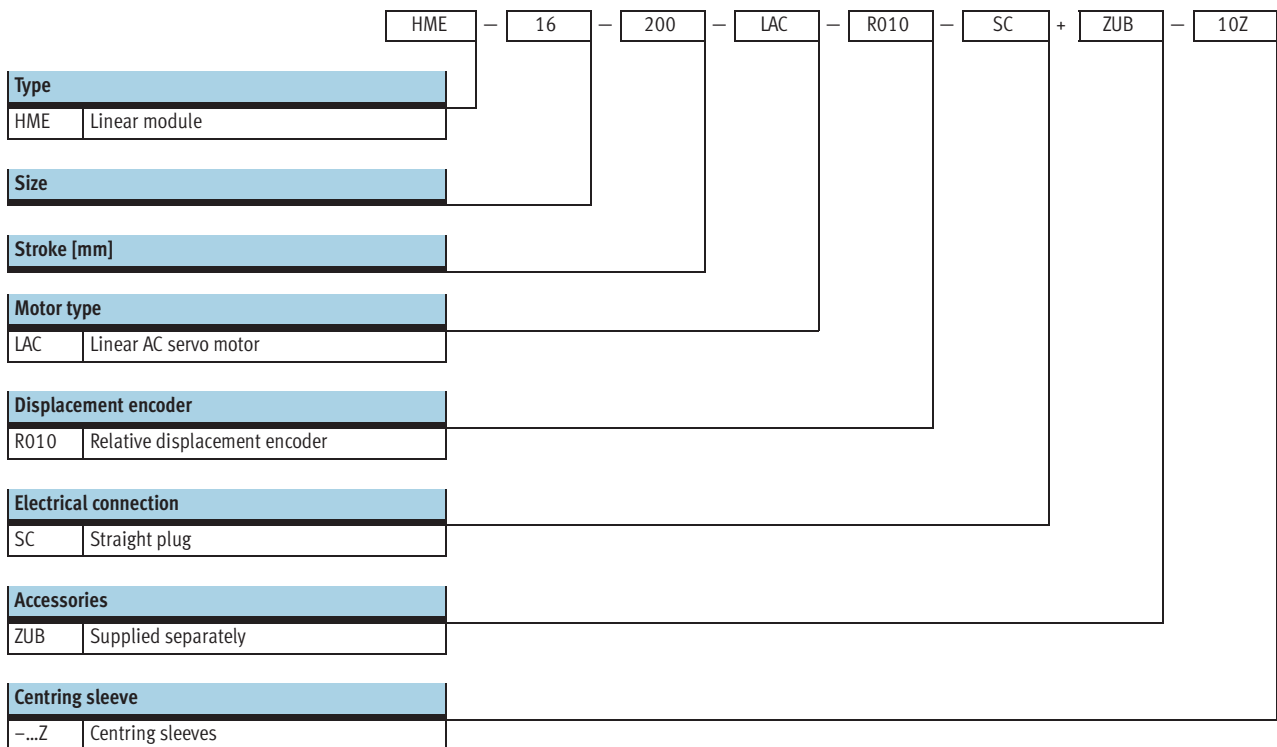 HME – 16 – 200 – LAC – R010 – SC + ZUB – 10Z
Type
HME Linear module
Size
Stroke [mm]
Motor type
LAC Linear AC servo motor
Displacement encoder
R010 Relative displacement encoder
Electrical connection
SC Straight plug
Accessories
ZUB Supplied separately
Centring sleeve
–...Z Centring sleeves